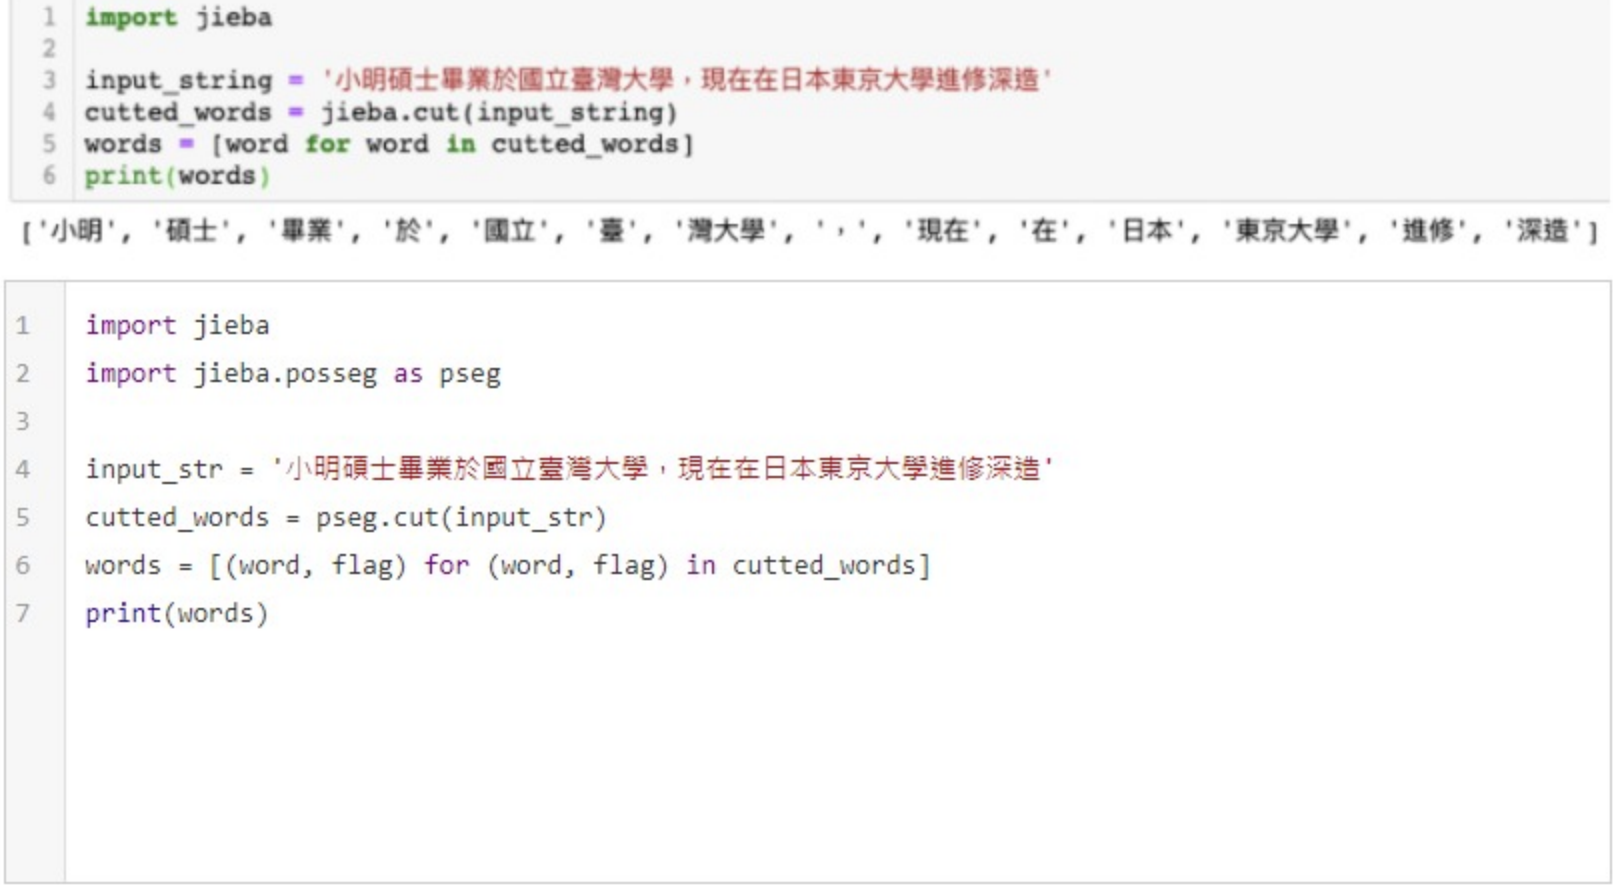 1 import jieba
2
3 input_string = '小明碩士畢業於國立臺灣大學，現在在日本東京大學進修深造'
4 cutted_words = jieba.cut(input_string)
5 words = [word for word in cutted_words]
6 print(words)
['小明', '碩士', '畢業', '於', '國立', '臺', '灣大學', '，', '現在', '在', '日本', '東京大學', '進修', '深造']
1 import jieba
2 import jieba.posseg as pseg
3
4 input_str = '小明碩士畢業於國立臺灣大學，現在在日本東京大學進修深造'
5 cutted_words = pseg.cut(input_str)
6 words = [(word, flag) for (word, flag) in cutted_words]
7 print(words)